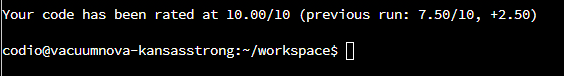 Your code has been rated at 10.00/10 (previous run: 7.50/10, +2.50)
codio@vacuumnova-kansasstrong:~/workspace$